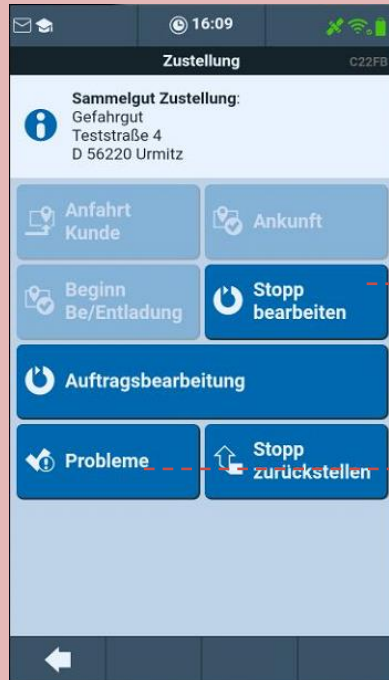 16:09
Zustellung C22FB
Sammelgut Zustellung:
Gefahrgut
Teststraße 4
D 56220 Urmitz
Anfahrt
Kunde
Ankunft
Beginn
Be/Entladung
Stopp
bearbeiten
Auftragsbearbeitung
Probleme
Stopp
zurückstellen